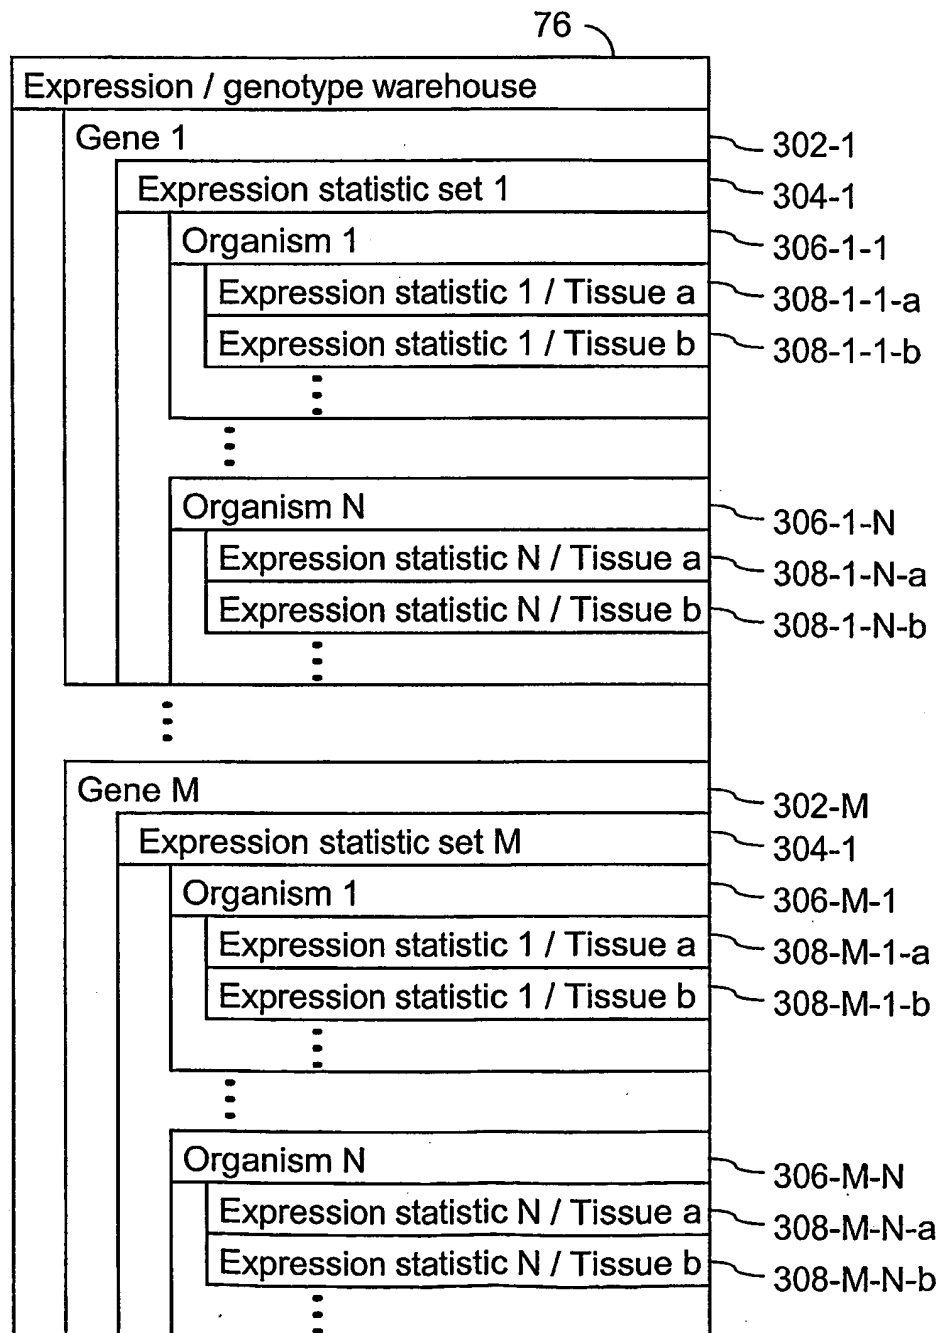 76
Expression / genotype warehouse
Gene 1
302-1
Expression statistic set 1
304-1
Organism 1
306-1-1
Expression statistic 1 / Tissue a
308-1-1-a
Expression statistic 1 / Tissue b
308-1-1-b
Organism N
306-1-N
Expression statistic N / Tissue a
308-1-N-a
Expression statistic N / Tissue b
308-1-N-b
Gene M
302-M
Expression statistic set M
304-1
Organism 1
306-M-1
Expression statistic 1 / Tissue a
308-M-1-a
Expression statistic 1 / Tissue b
308-M-1-b
Organism N
306-M-N
Expression statistic N / Tissue a
308-M-N-a
Expression statistic N / Tissue b
308-M-N-b